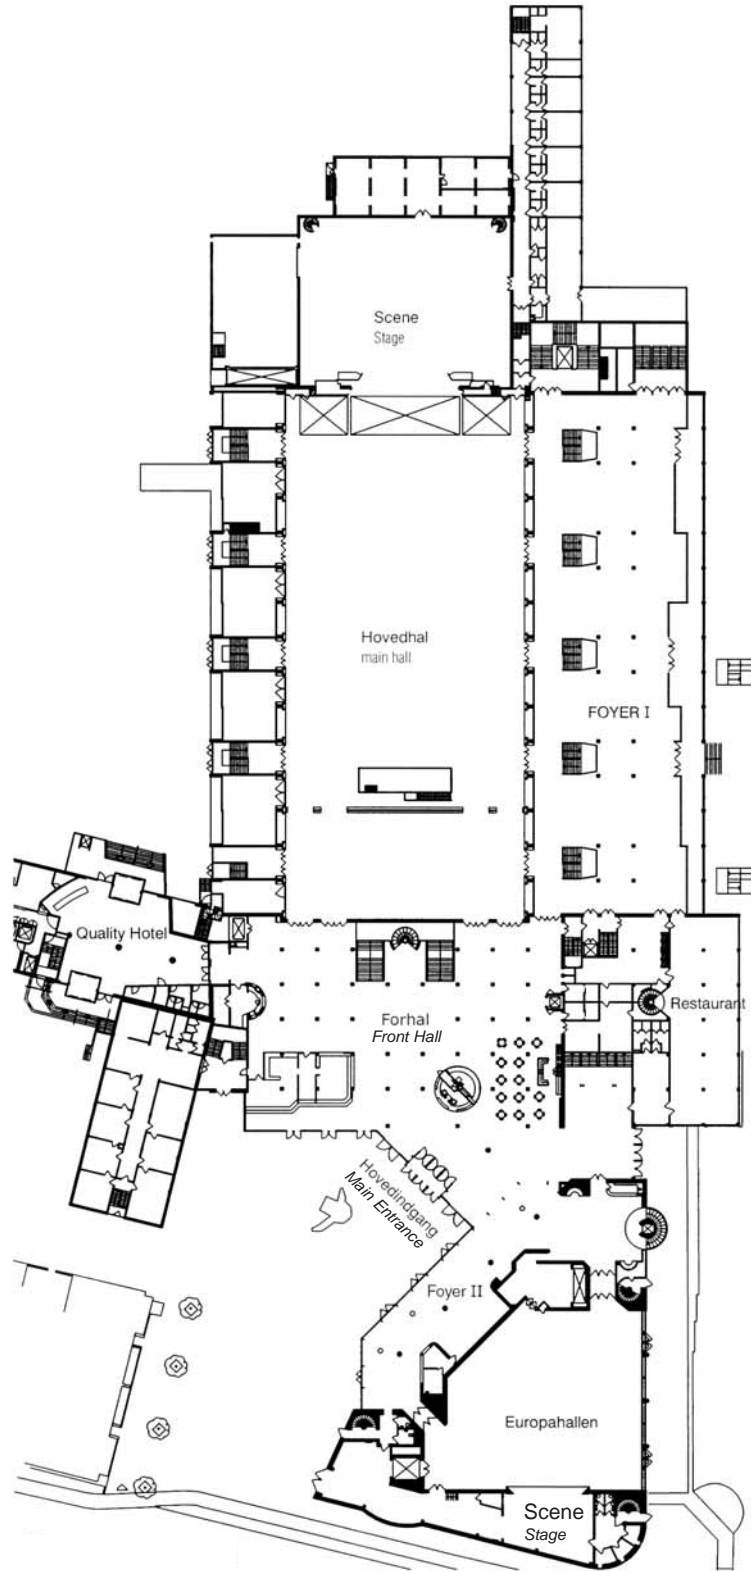 Scene
Stage
Hovedhal
main hall
FOYER I
Quality Hotel
Restaurant
Forhal
Front Hall
Hovedindgang
Main Entrance
Foyer II
Europahallen
Scene
Stage